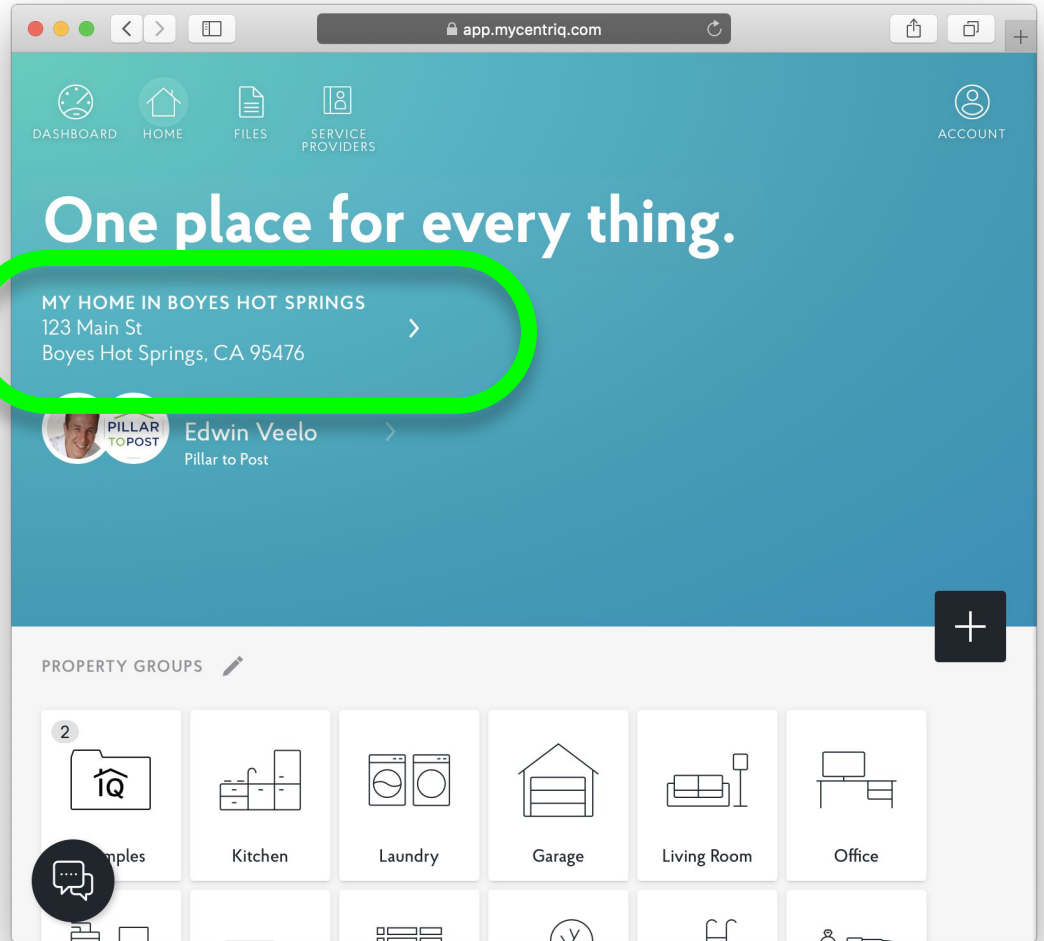 app.mycentriq.com
DASHBOARD
HOME
FILES
SERVICE
PROVIDERS
ACCOUNT
One place for every thing.
MY HOME IN BOYES HOT SPRINGS
123 Main St
Boyes Hot Springs, CA 95476
PILLAR
TO POST
Edwin Veelo
Pillar to Post
PROPERTY GROUPS
2
IQ
Kitchen
Laundry
Garage
Living Room
Office